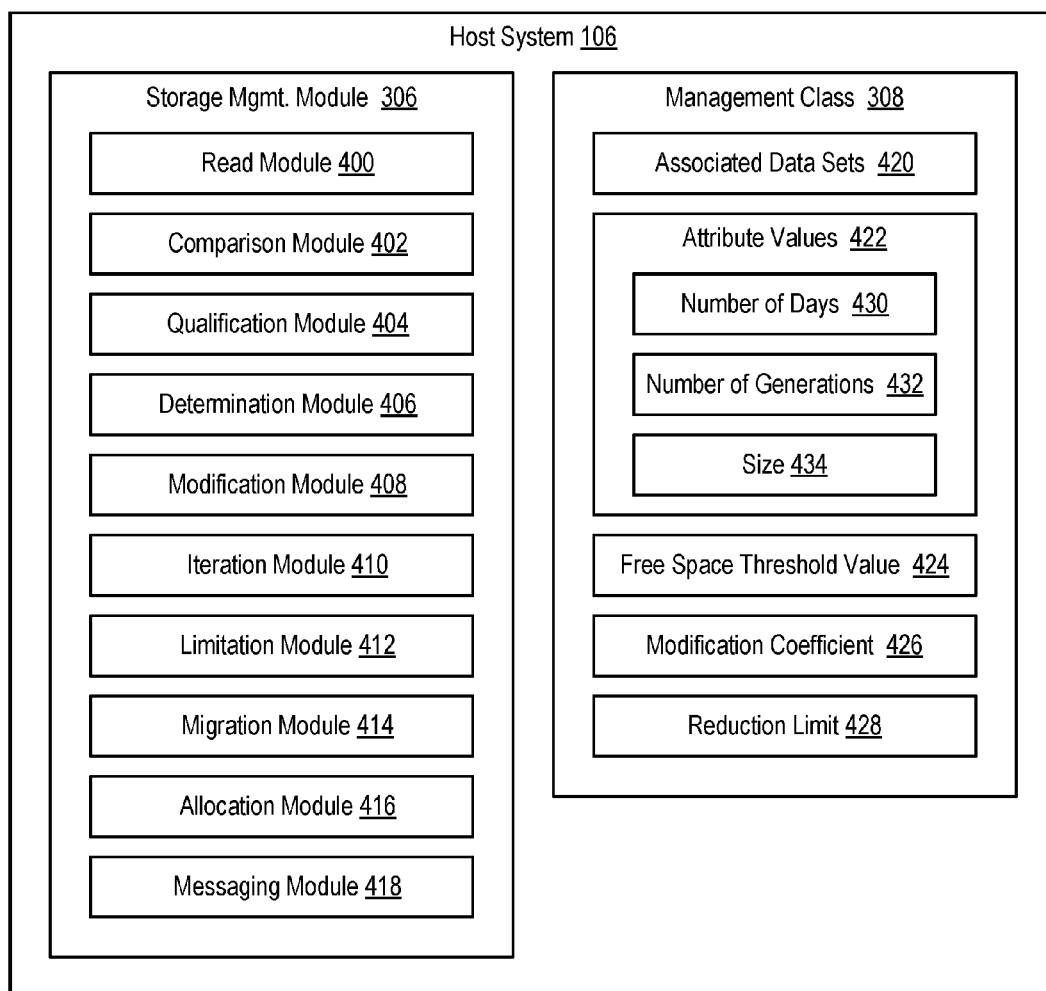 Host System 106
Storage Mgmt. Module 306
Read Module 400
Comparison Module 402
Qualification Module 404
Determination Module 406
Modification Module 408
Iteration Module 410
Limitation Module 412
Migration Module 414
Allocation Module 416
Messaging Module 418
Management Class 308
Associated Data Sets 420
Attribute Values 422
Number of Days 430
Number of Generations 432
Size 434
Free Space Threshold Value 424
Modification Coefficient 426
Reduction Limit 428